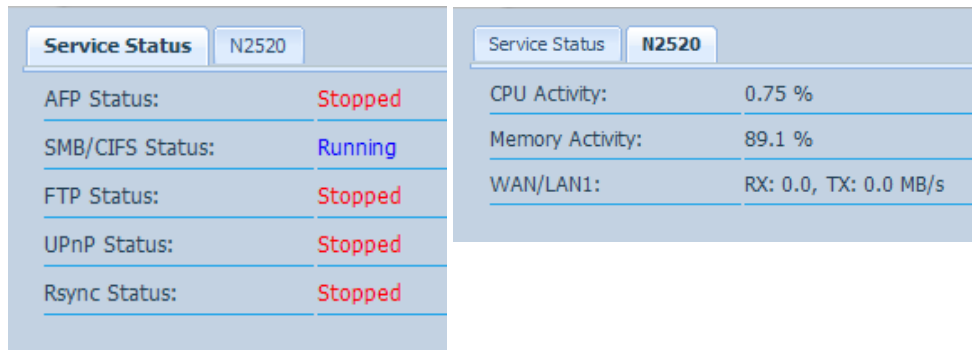 Service Status N2520
AFP Status: Stopped
SMB/CIFS Status: Running
FTP Status: Stopped
UPnP Status: Stopped
Rsync Status: Stopped
Service Status N2520
CPU Activity: 0.75 %
Memory Activity: 89.1 %
WAN/LAN1: RX: 0.0, TX: 0.0 MB/s